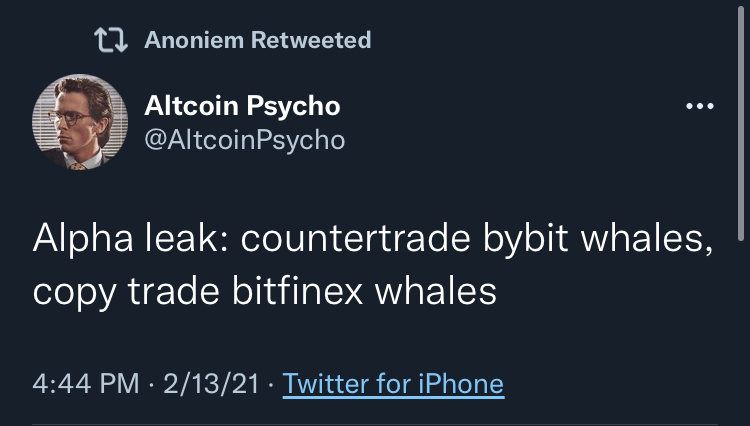 Anoniem Retweeted
Altcoin Psycho
@AltcoinPsycho
Alpha leak: countertrade bybit whales,
copy trade bitfinex whales
4:44 PM · 2/13/21 · Twitter for iPhone